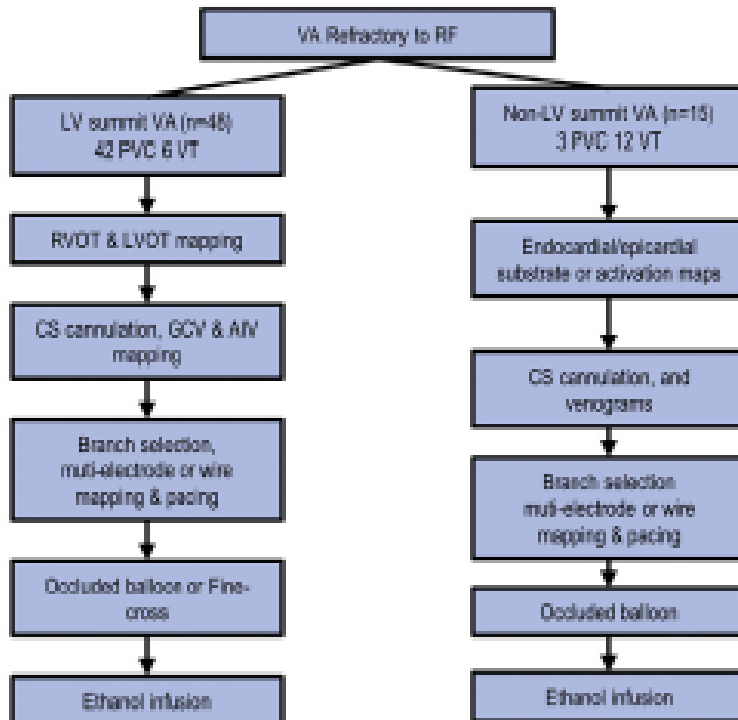 VA Refractory to RF
LV summit VA (n=48)
42 PVC 6 VT
RVOT & LVOT mapping
CS cannulation, GCV & AIV
mapping
Branch selection,
muti-electrode or wire
mapping & pacing
Occluded balloon or Fine-
cross
Ethanol infusion
Non-LV summit VA (n=15)
3 PVC 12 VT
Endocardial/epicardial
substrate or activation maps
CS cannulation, and
venograms
Branch selection
muti-electrode or wire
mapping & pacing
Occluded balloon
Ethanol infusion